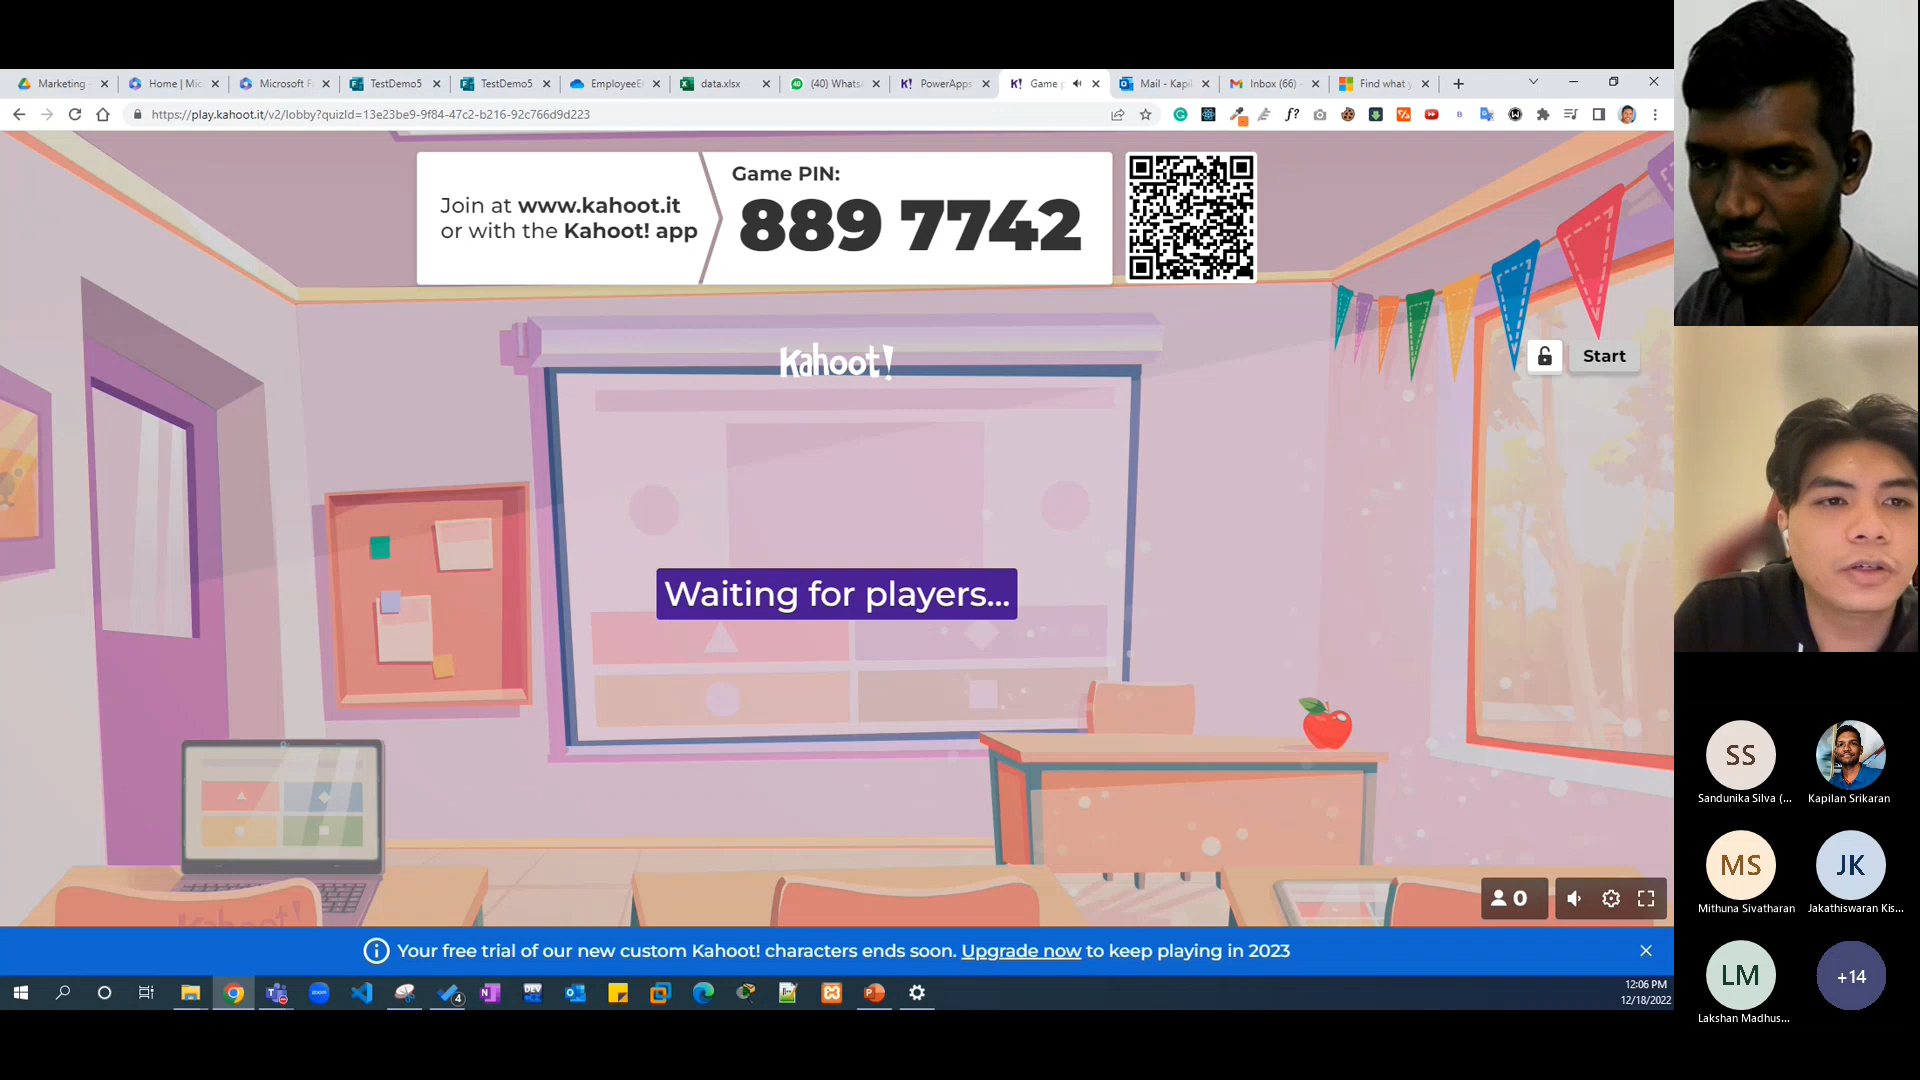 Marketing
Home | Mic
Microsoft F
TestDemo5
TestDemo5
EmployeeE
data.xlsx
(40) Whats
K! PowerApps
K! Game p
Mail - Kapil
Inbox (66) -
Find what y
https://play.kahoot.it/v2/lobby?quizId=13e23be9-9f84-47c2-b216-92c766d9d223
Join at www.kahoot.it
or with the Kahoot! app
Game PIN:
889 7742
Kahoot!
Start
Waiting for players...
Kahoot!
0
Your free trial of our new custom Kahoot! characters ends soon. Upgrade now to keep playing in 2023
12:06 PM
12/18/2022
SS
Sandunika Silva (...
Kapilan Srikaran
MS
Mithuna Sivatharan
JK
Jakathiswaran Kis...
LM
Lakshan Madhus...
+14